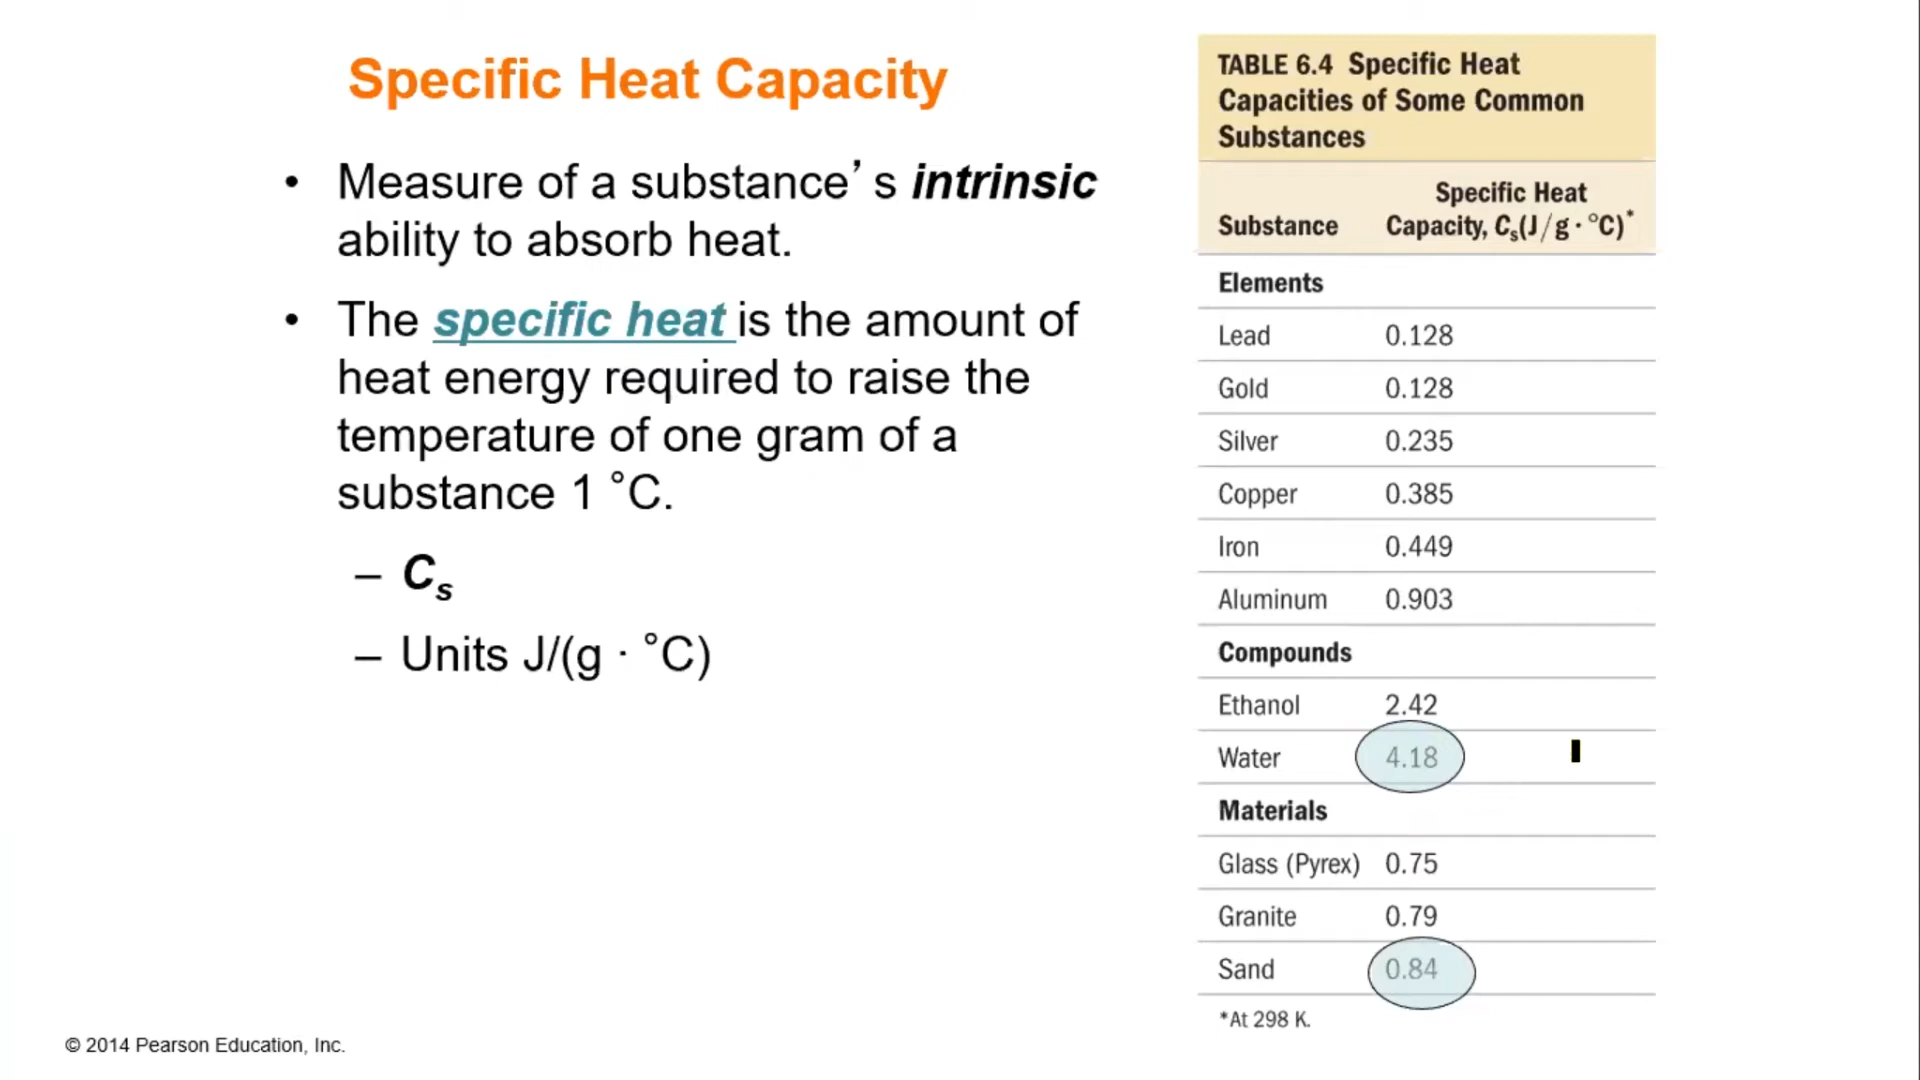 Specific Heat Capacity
• Measure of a substance’s intrinsic
ability to absorb heat.
• The specific heat is the amount of
heat energy required to raise the
temperature of one gram of a
substance 1 ˚C.
– Cs
– Units J/(g · ˚C)
© 2014 Pearson Education, Inc.
TABLE 6.4 Specific Heat
Capacities of Some Common
Substances
Specific Heat
Substance Capacity, Cs(J/g · °C)*
Elements
Lead 0.128
Gold 0.128
Silver 0.235
Copper 0.385
Iron 0.449
Aluminum 0.903
Compounds
Ethanol 2.42
Water 4.18
Materials
Glass (Pyrex) 0.75
Granite 0.79
Sand 0.84
*At 298 K.